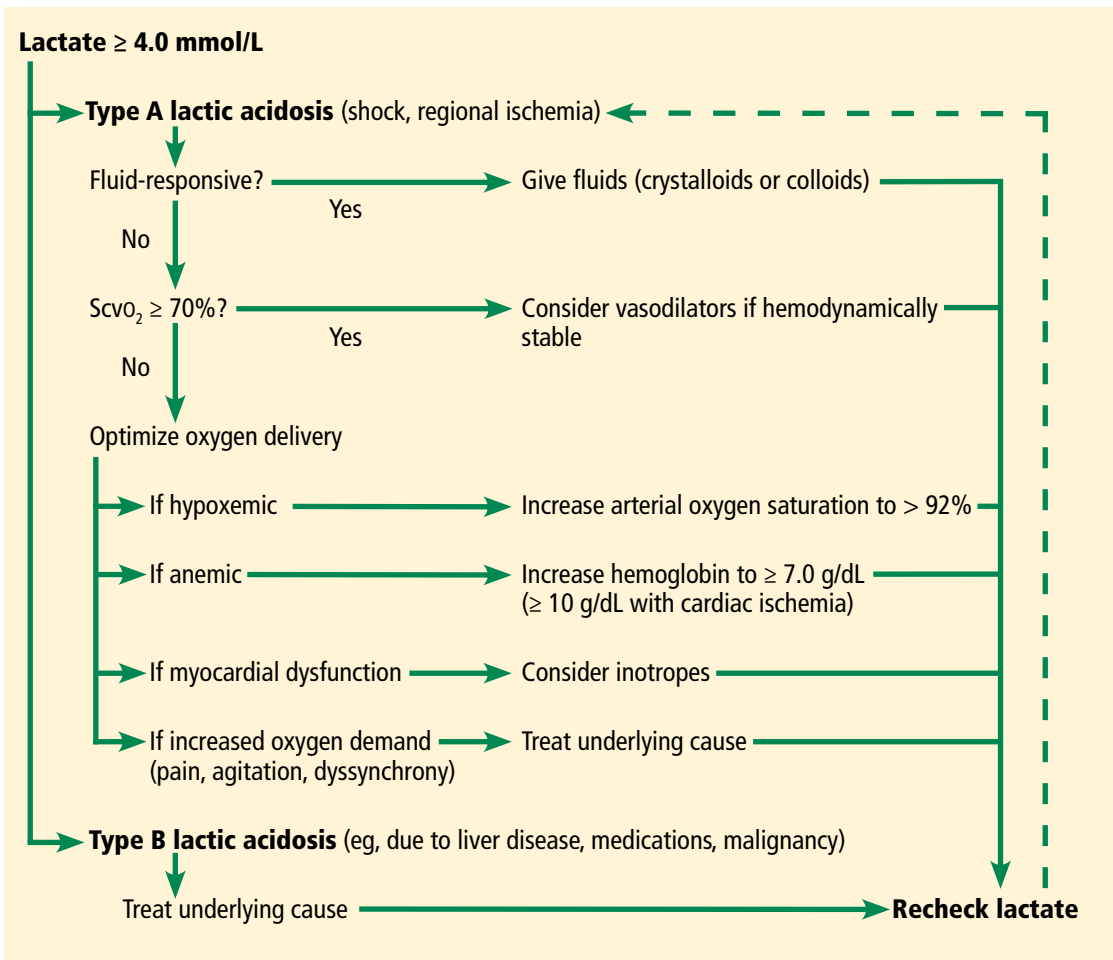 Lactate ≥ 4.0 mmol/L
Type A lactic acidosis (shock, regional ischemia)
Fluid-responsive?
Yes
Give fluids (crystalloids or colloids)
No
Scvo₂ ≥ 70%?
Yes
Consider vasodilators if hemodynamically
stable
No
Optimize oxygen delivery
If hypoxemic
Increase arterial oxygen saturation to > 92%
If anemic
Increase hemoglobin to ≥ 7.0 g/dL
(≥ 10 g/dL with cardiac ischemia)
If myocardial dysfunction
Consider inotropes
If increased oxygen demand
(pain, agitation, dyssynchrony)
Treat underlying cause
Type B lactic acidosis (eg, due to liver disease, medications, malignancy)
Treat underlying cause
Recheck lactate